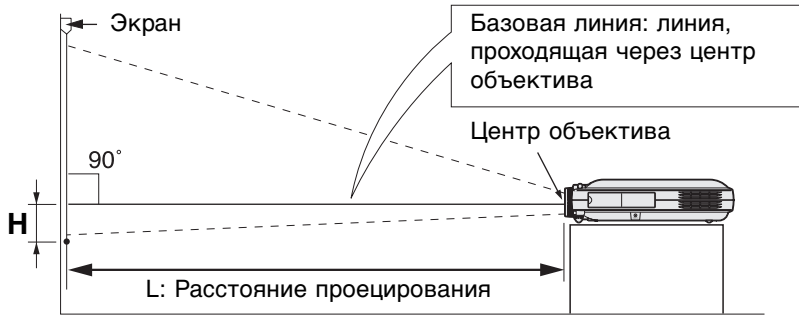 Экран
Базовая линия: линия,
проходящая через центр
объектива
Центр объектива
90°
H
L: Расстояние проецирования